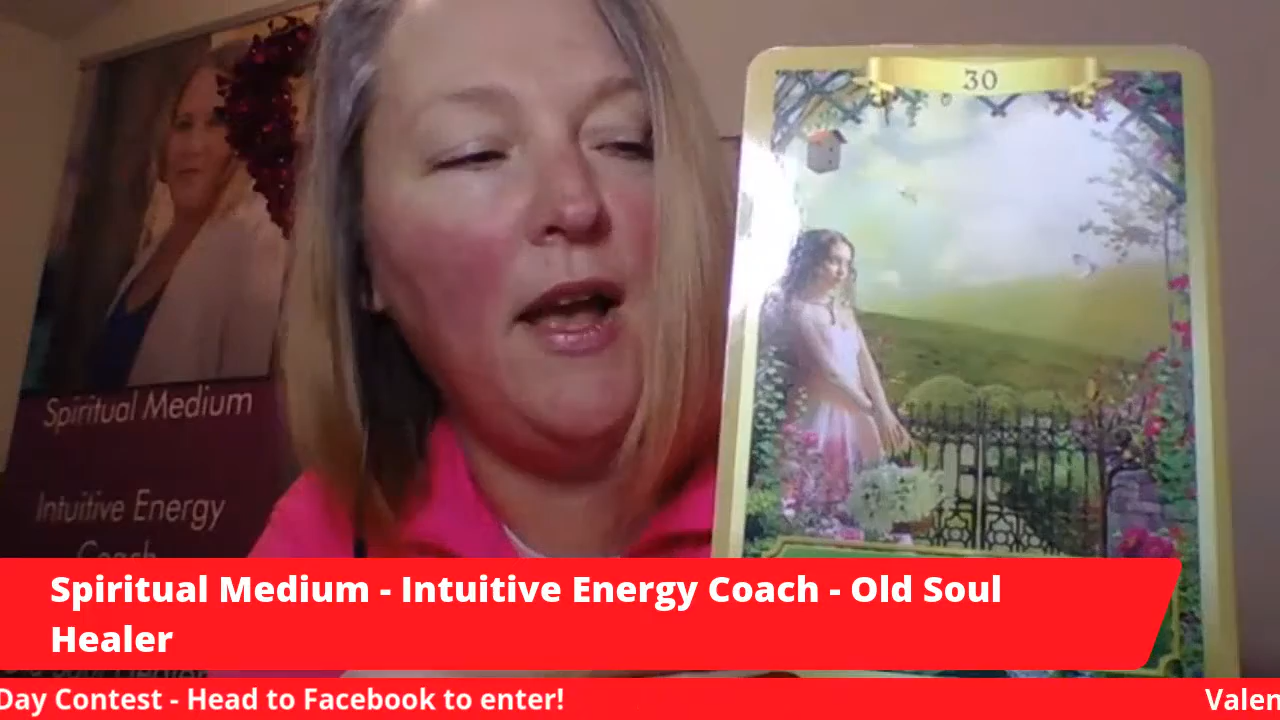 30
Spiritual Medium
Intuitive Energy
Coach
Spiritual Medium - Intuitive Energy Coach - Old Soul
Healer
Day Contest - Head to Facebook to enter! Valen